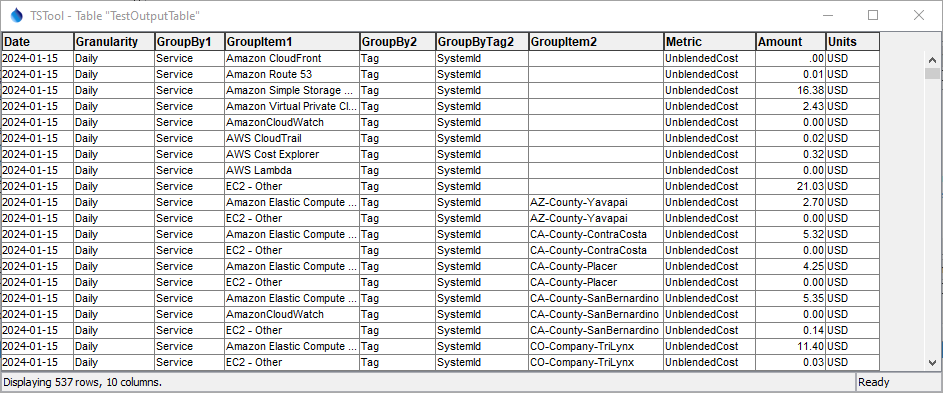 TSTool - Table "TestOutputTable"
Date Granularity GroupBy1 GroupItem1 GroupBy2 GroupByTag2 GroupItem2 Metric Amount Units
2024-01-15 Daily Service Amazon CloudFront Tag SystemId UnblendedCost .00 USD
2024-01-15 Daily Service Amazon Route 53 Tag SystemId UnblendedCost 0.01 USD
2024-01-15 Daily Service Amazon Simple Storage ... Tag SystemId UnblendedCost 16.38 USD
2024-01-15 Daily Service Amazon Virtual Private Cl... Tag SystemId UnblendedCost 2.43 USD
2024-01-15 Daily Service AmazonCloudWatch Tag SystemId UnblendedCost 0.00 USD
2024-01-15 Daily Service AWS CloudTrail Tag SystemId UnblendedCost 0.02 USD
2024-01-15 Daily Service AWS Cost Explorer Tag SystemId UnblendedCost 0.32 USD
2024-01-15 Daily Service AWS Lambda Tag SystemId UnblendedCost 0.00 USD
2024-01-15 Daily Service EC2 - Other Tag SystemId UnblendedCost 21.03 USD
2024-01-15 Daily Service Amazon Elastic Compute ... Tag SystemId AZ-County-Yavapai UnblendedCost 2.70 USD
2024-01-15 Daily Service EC2 - Other Tag SystemId AZ-County-Yavapai UnblendedCost 0.00 USD
2024-01-15 Daily Service Amazon Elastic Compute ... Tag SystemId CA-County-ContraCosta UnblendedCost 5.32 USD
2024-01-15 Daily Service EC2 - Other Tag SystemId CA-County-ContraCosta UnblendedCost 0.00 USD
2024-01-15 Daily Service Amazon Elastic Compute ... Tag SystemId CA-County-Placer UnblendedCost 4.25 USD
2024-01-15 Daily Service EC2 - Other Tag SystemId CA-County-Placer UnblendedCost 0.00 USD
2024-01-15 Daily Service Amazon Elastic Compute ... Tag SystemId CA-County-SanBernardino UnblendedCost 5.35 USD
2024-01-15 Daily Service AmazonCloudWatch Tag SystemId CA-County-SanBernardino UnblendedCost 0.00 USD
2024-01-15 Daily Service EC2 - Other Tag SystemId CA-County-SanBernardino UnblendedCost 0.14 USD
2024-01-15 Daily Service Amazon Elastic Compute ... Tag SystemId CO-Company-TriLynx UnblendedCost 11.40 USD
2024-01-15 Daily Service EC2 - Other Tag SystemId CO-Company-TriLynx UnblendedCost 0.03 USD
Displaying 537 rows, 10 columns. Ready